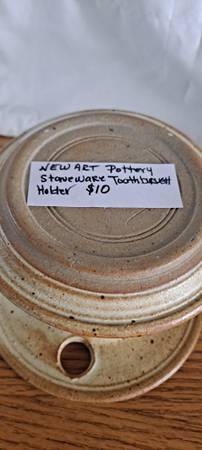 NEW ART Pottery
Stoneware Toothbrush
Holder $10